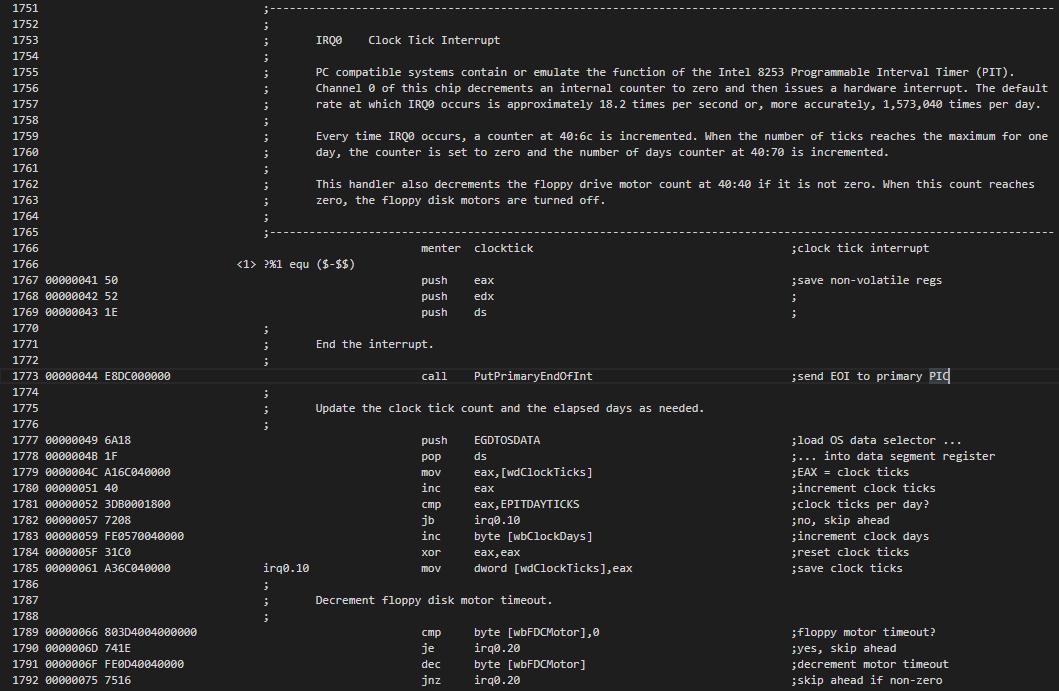 1751 ;-----------------------------------------------------------------------------------------------------------------------
1752 ;
1753 ; IRQ0 Clock Tick Interrupt
1754 ;
1755 ; PC compatible systems contain or emulate the function of the Intel 8253 Programmable Interval Timer (PIT).
1756 ; Channel 0 of this chip decrements an internal counter to zero and then issues a hardware interrupt. The default
1757 ; rate at which IRQ0 occurs is approximately 18.2 times per second or, more accurately, 1,573,040 times per day.
1758 ;
1759 ; Every time IRQ0 occurs, a counter at 40:6c is incremented. When the number of ticks reaches the maximum for one
1760 ; day, the counter is set to zero and the number of days counter at 40:70 is incremented.
1761 ;
1762 ; This handler also decrements the floppy drive motor count at 40:40 if it is not zero. When this count reaches
1763 ; zero, the floppy disk motors are turned off.
1764 ;
1765 ;-----------------------------------------------------------------------------------------------------------------------
1766 menter clocktick ;clock tick interrupt
1766 <1> ?%1 equ ($-$$)
1767 00000041 50 push eax ;save non-volatile regs
1768 00000042 52 push edx ;
1769 00000043 1E push ds ;
1770 ;
1771 ; End the interrupt.
1772 ;
1773 00000044 E8DC000000 call PutPrimaryEndOfInt ;send EOI to primary PIC
1774 ;
1775 ; Update the clock tick count and the elapsed days as needed.
1776 ;
1777 00000049 6A18 push EGDTOSDATA ;load OS data selector ...
1778 0000004B 1F pop ds ;... into data segment register
1779 0000004C A16C040000 mov eax,[wdClockTicks] ;EAX = clock ticks
1780 00000051 40 inc eax ;increment clock ticks
1781 00000052 3DB0001800 cmp eax,EPITDAYTICKS ;clock ticks per day?
1782 00000057 7208 jb irq0.10 ;no, skip ahead
1783 00000059 FE0570040000 inc byte [wbClockDays] ;increment clock days
1784 0000005F 31C0 xor eax,eax ;reset clock ticks
1785 00000061 A36C040000 irq0.10 mov dword [wdClockTicks],eax ;save clock ticks
1786 ;
1787 ; Decrement floppy disk motor timeout.
1788 ;
1789 00000066 803D4004000000 cmp byte [wbFDCMotor],0 ;floppy motor timeout?
1790 0000006D 741E je irq0.20 ;yes, skip ahead
1791 0000006F FE0D40040000 dec byte [wbFDCMotor] ;decrement motor timeout
1792 00000075 7516 jnz irq0.20 ;skip ahead if non-zero